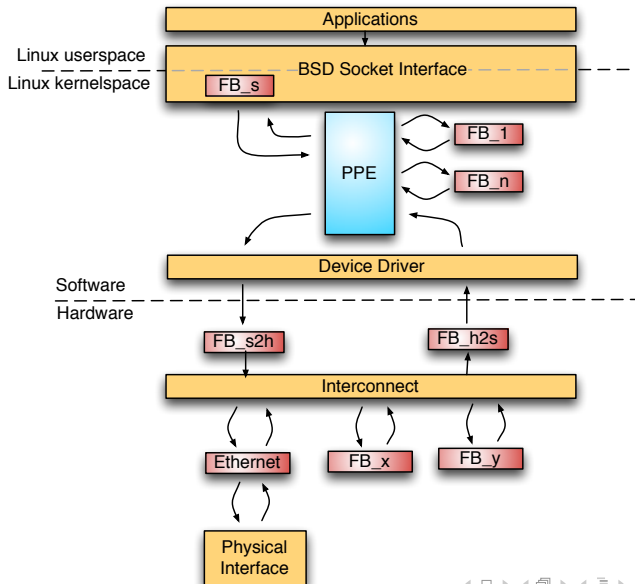 Applications
Linux userspace
BSD Socket Interface
Linux kernelspace
FB_s
FB_1
PPE
FB_n
Device Driver
Software
Hardware
FB_s2h
FB_h2s
Interconnect
Ethernet
FB_x
FB_y
Physical
Interface